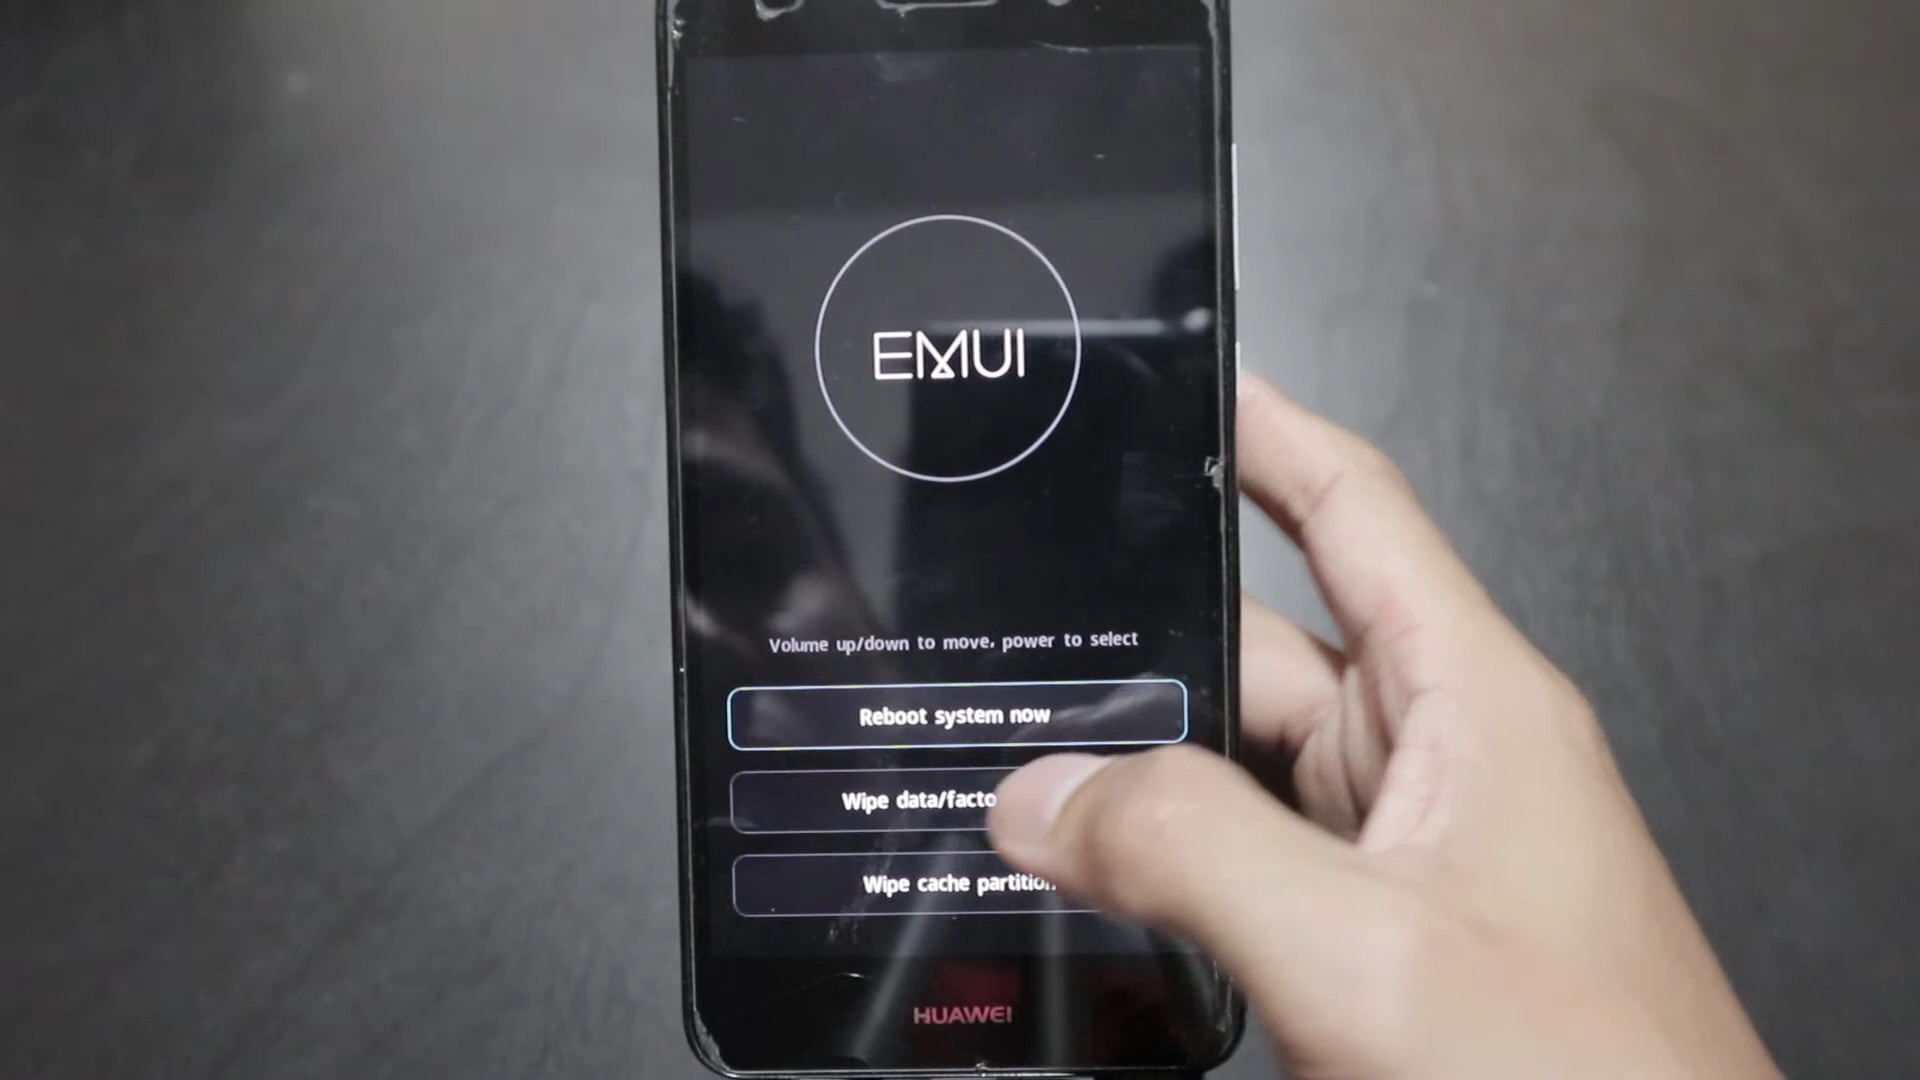 EMUI
Volume up/down to move, power to select
Reboot system now
Wipe data/facto
Wipe cache partition
HUAWEI